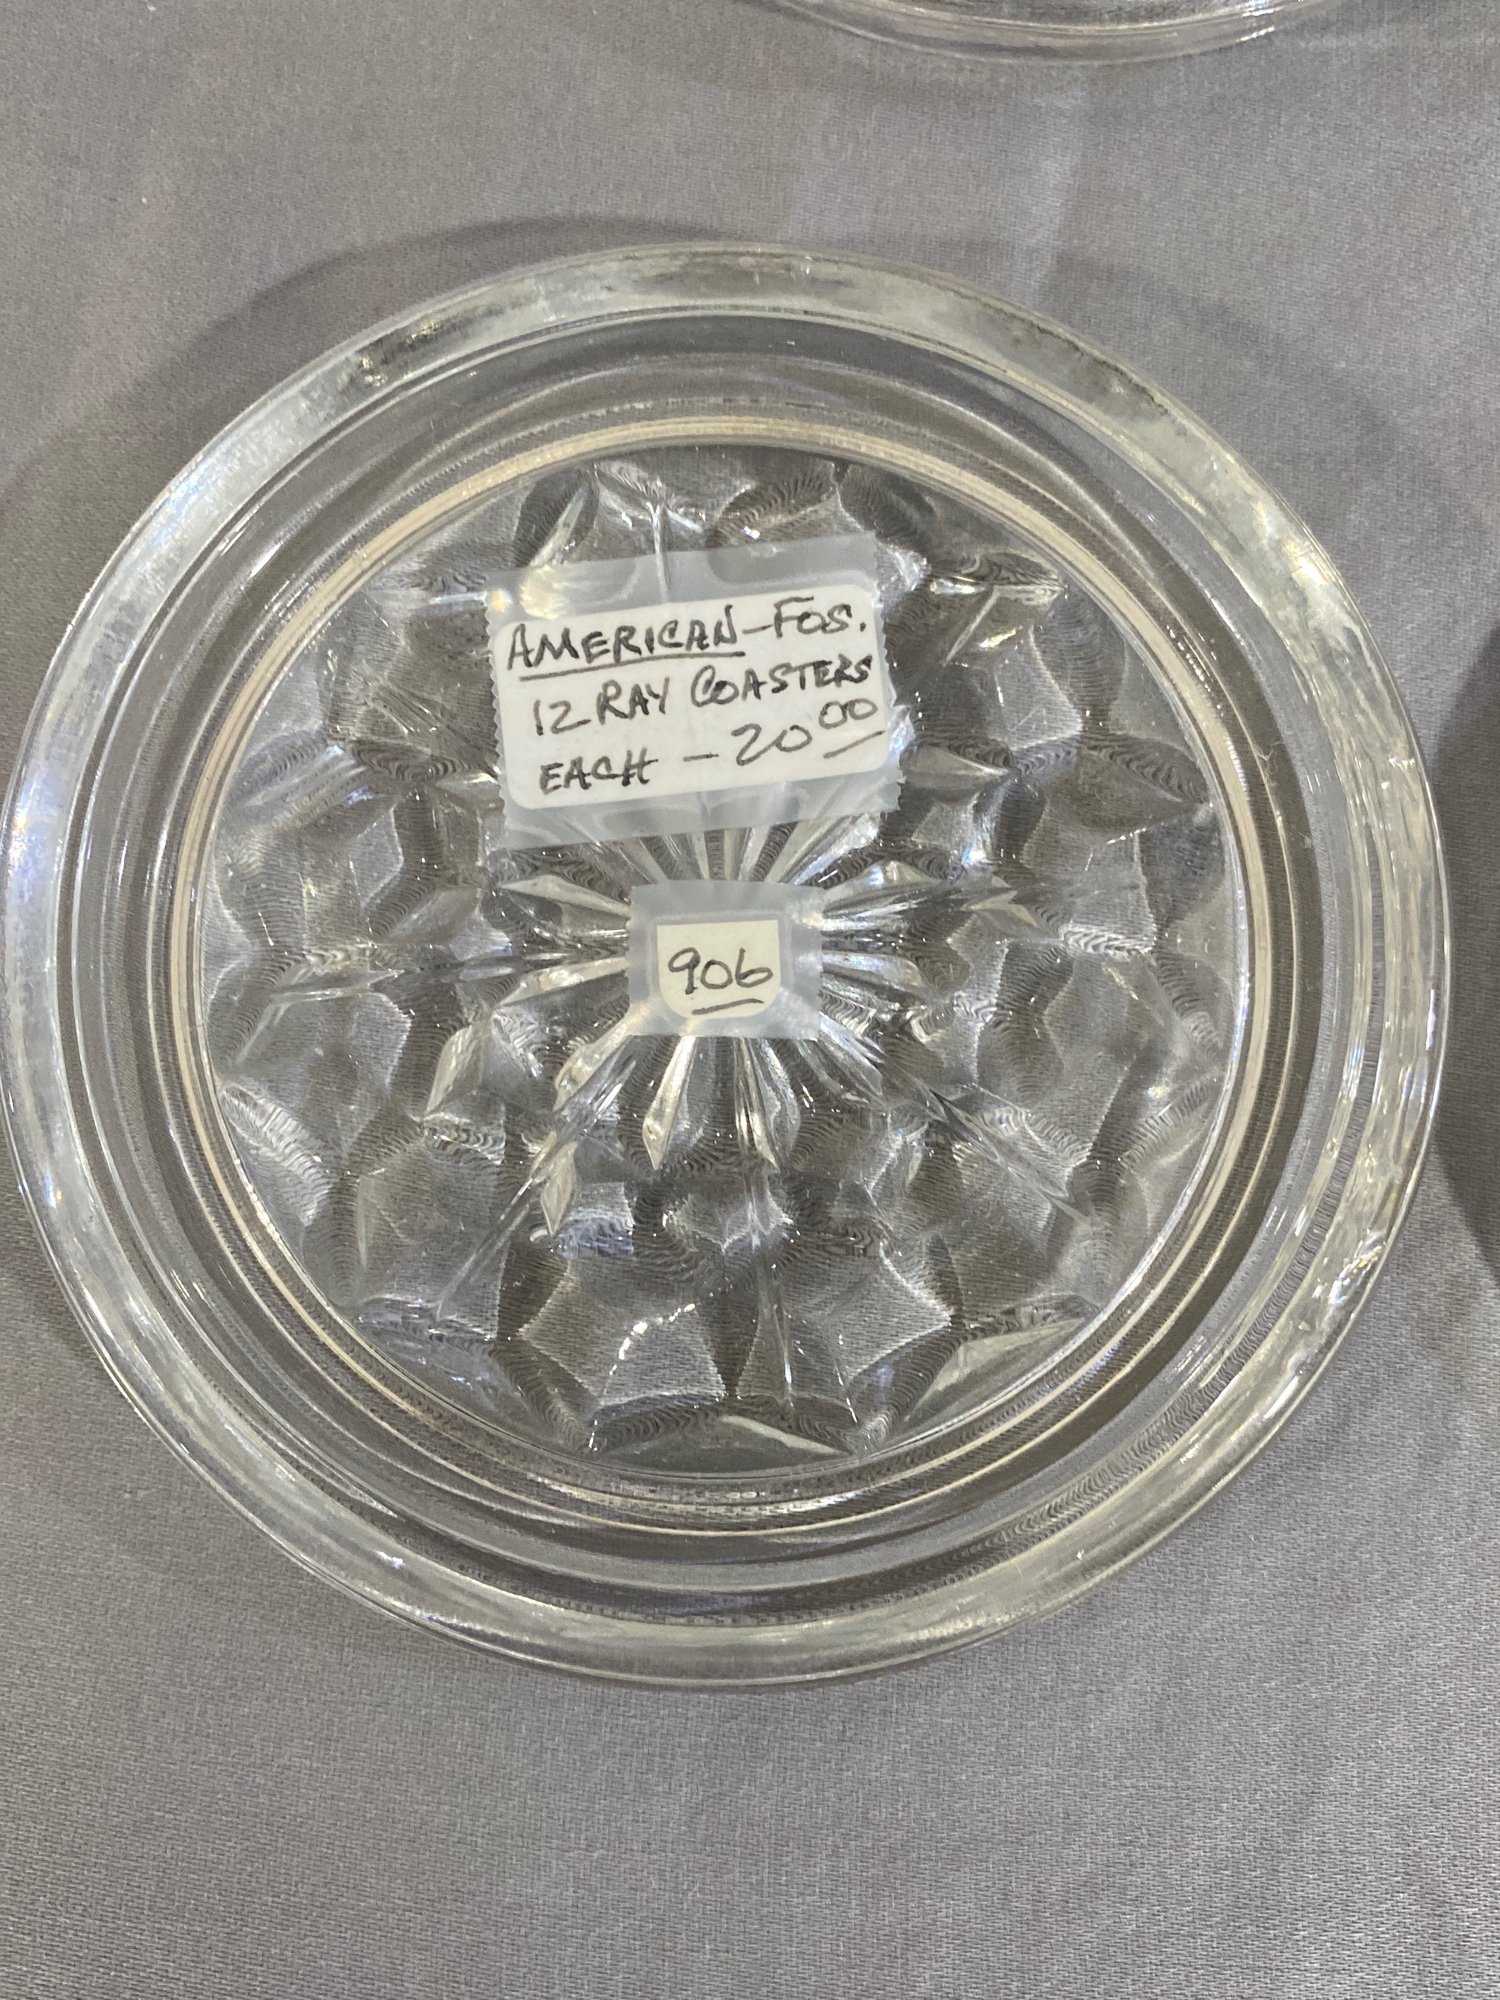 AMERICAN-FOS.
12 RAY COASTERS
EACH - 20 00
906